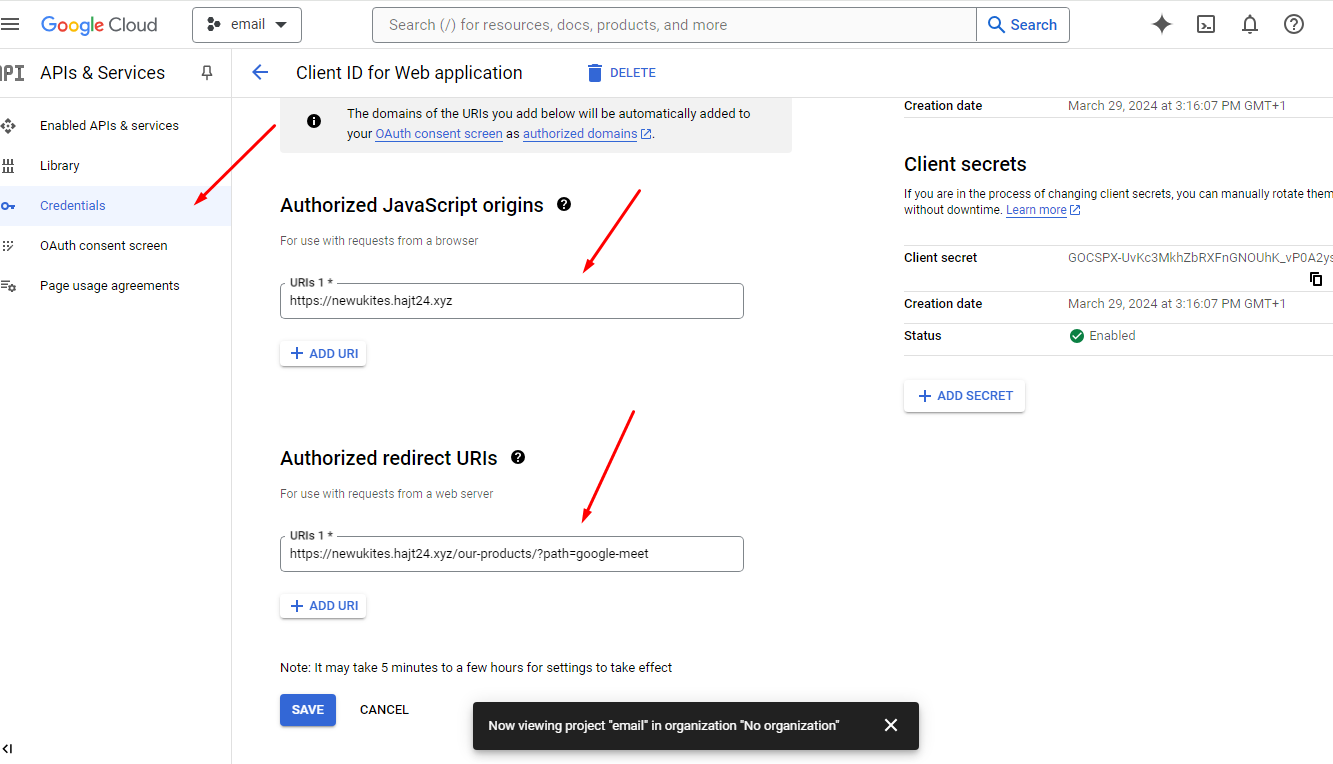 Google Cloud
email
Search (/) for resources, docs, products, and more
Search
API
APIs & Services
Client ID for Web application
DELETE
Enabled APIs & services
Library
Credentials
OAuth consent screen
Page usage agreements
The domains of the URIs you add below will be automatically added to
your OAuth consent screen as authorized domains.
Authorized JavaScript origins
For use with requests from a browser
URIs 1 *
https://newukites.hajt24.xyz
ADD URI
Authorized redirect URIs
For use with requests from a web server
URIs 1 *
https://newukites.hajt24.xyz/our-products/?path=google-meet
ADD URI
Note: It may take 5 minutes to a few hours for settings to take effect
SAVE
CANCEL
Creation date
March 29, 2024 at 3:16:07 PM GMT+1
Client secrets
If you are in the process of changing client secrets, you can manually rotate them
without downtime. Learn more
Client secret
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
Creation date
March 29, 2024 at 3:16:07 PM GMT+1
Status
Enabled
ADD SECRET
Now viewing project "email" in organization "No organization"